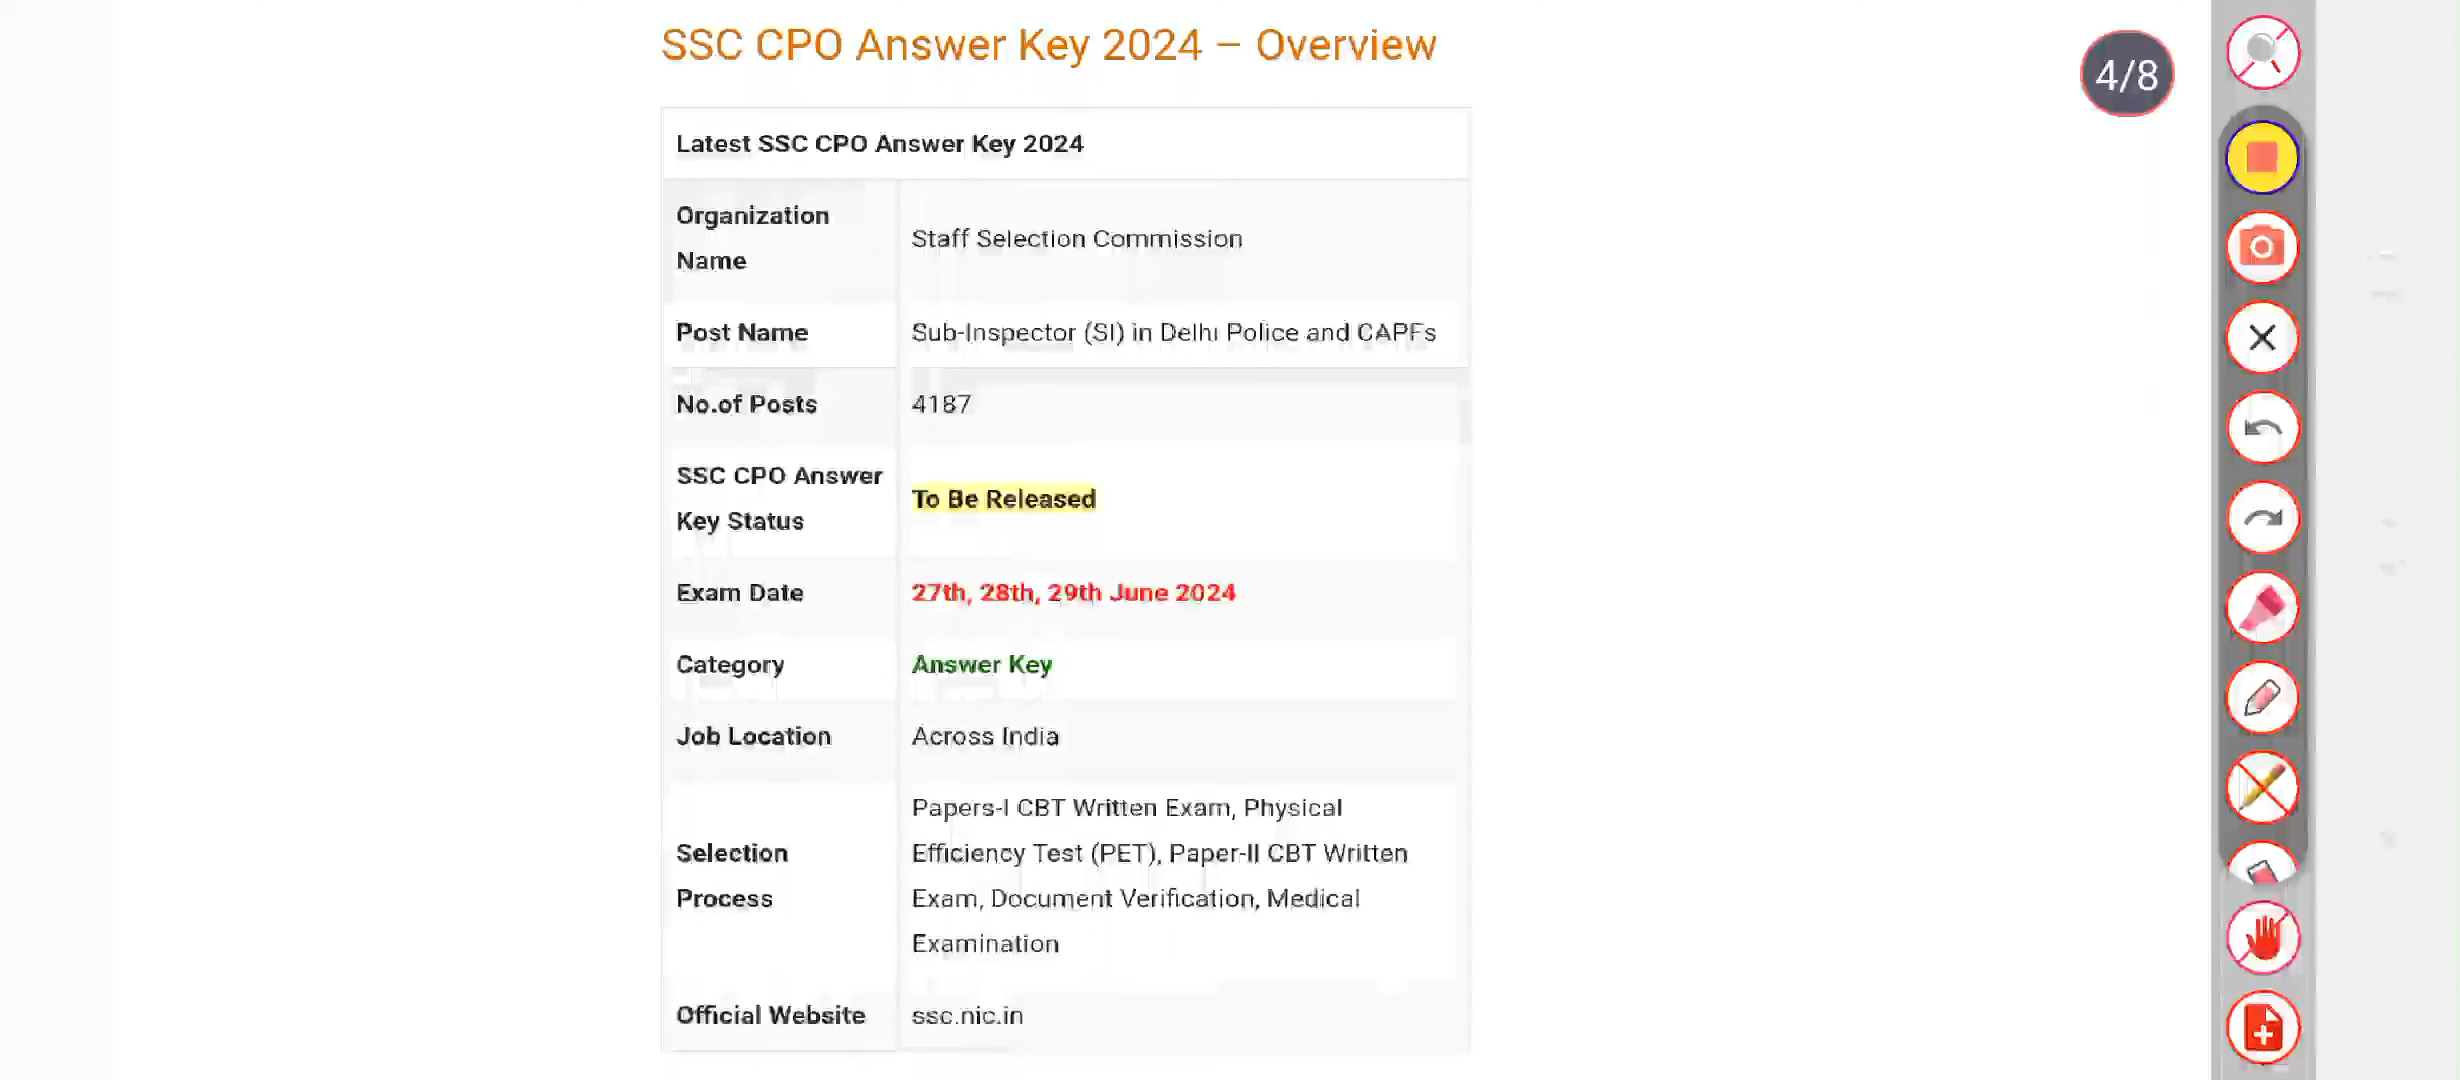 SSC CPO Answer Key 2024 – Overview
4/8
Latest SSC CPO Answer Key 2024
Organization
Name
Staff Selection Commission
Post Name
Sub-Inspector (SI) in Delhi Police and CAPFs
No.of Posts
4187
SSC CPO Answer
Key Status
To Be Released
Exam Date
27th, 28th, 29th June 2024
Category
Answer Key
Job Location
Across India
Selection
Process
Papers-I CBT Written Exam, Physical
Efficiency Test (PET), Paper-II CBT Written
Exam, Document Verification, Medical
Examination
Official Website
ssc.nic.in